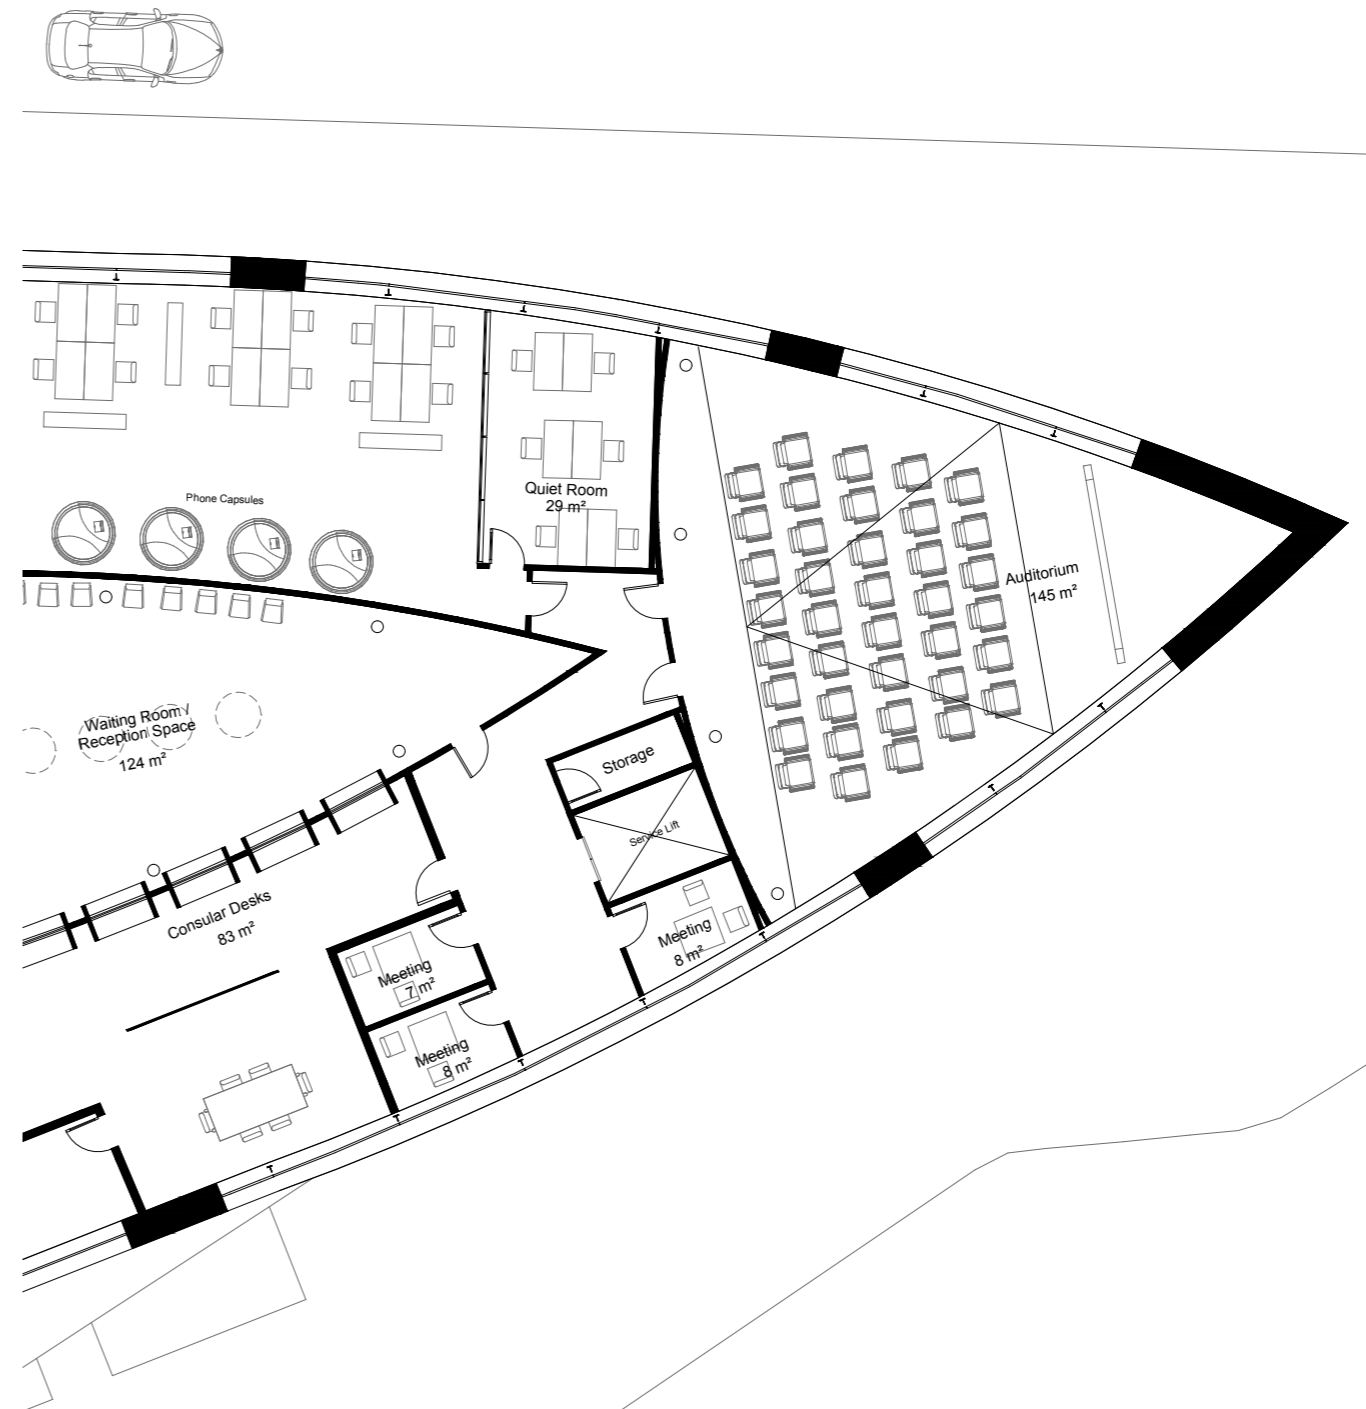 Phone Capsules
Quiet Room
29 m²
Auditorium
145 m²
Waiting Room /
Reception Space
124 m²
Storage
Service Lift
Consular Desks
83 m²
Meeting
8 m²
Meeting
7 m²
Meeting
8 m²